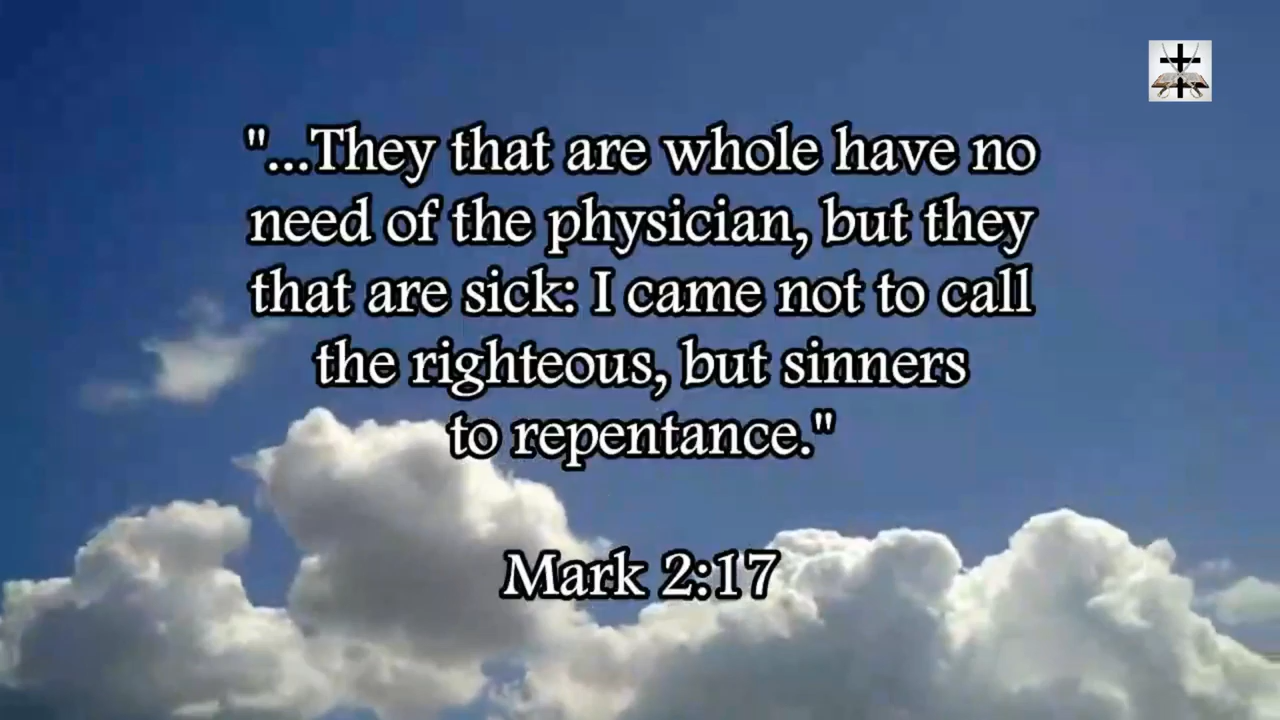 "...They that are whole have no
need of the physician, but they
that are sick: I came not to call
the righteous, but sinners
to repentance."
Mark 2:17